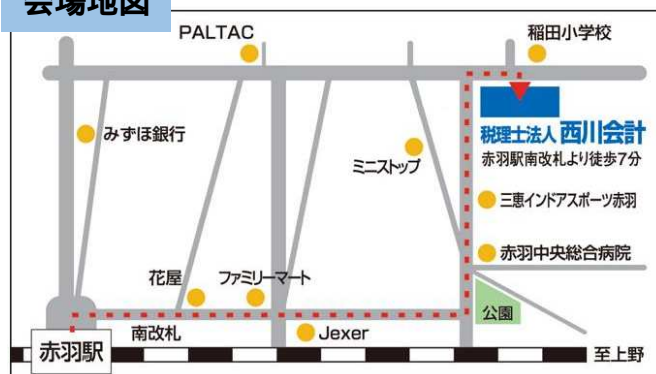 会場地図
PALTAC
稲田小学校
みずほ銀行
税理士法人 西川会計
赤羽駅南改札より徒歩7分
ミニストップ
三恵インドアスポーツ赤羽
赤羽中央総合病院
花屋
ファミリーマート
公園
南改札
Jexer
赤羽駅
至上野